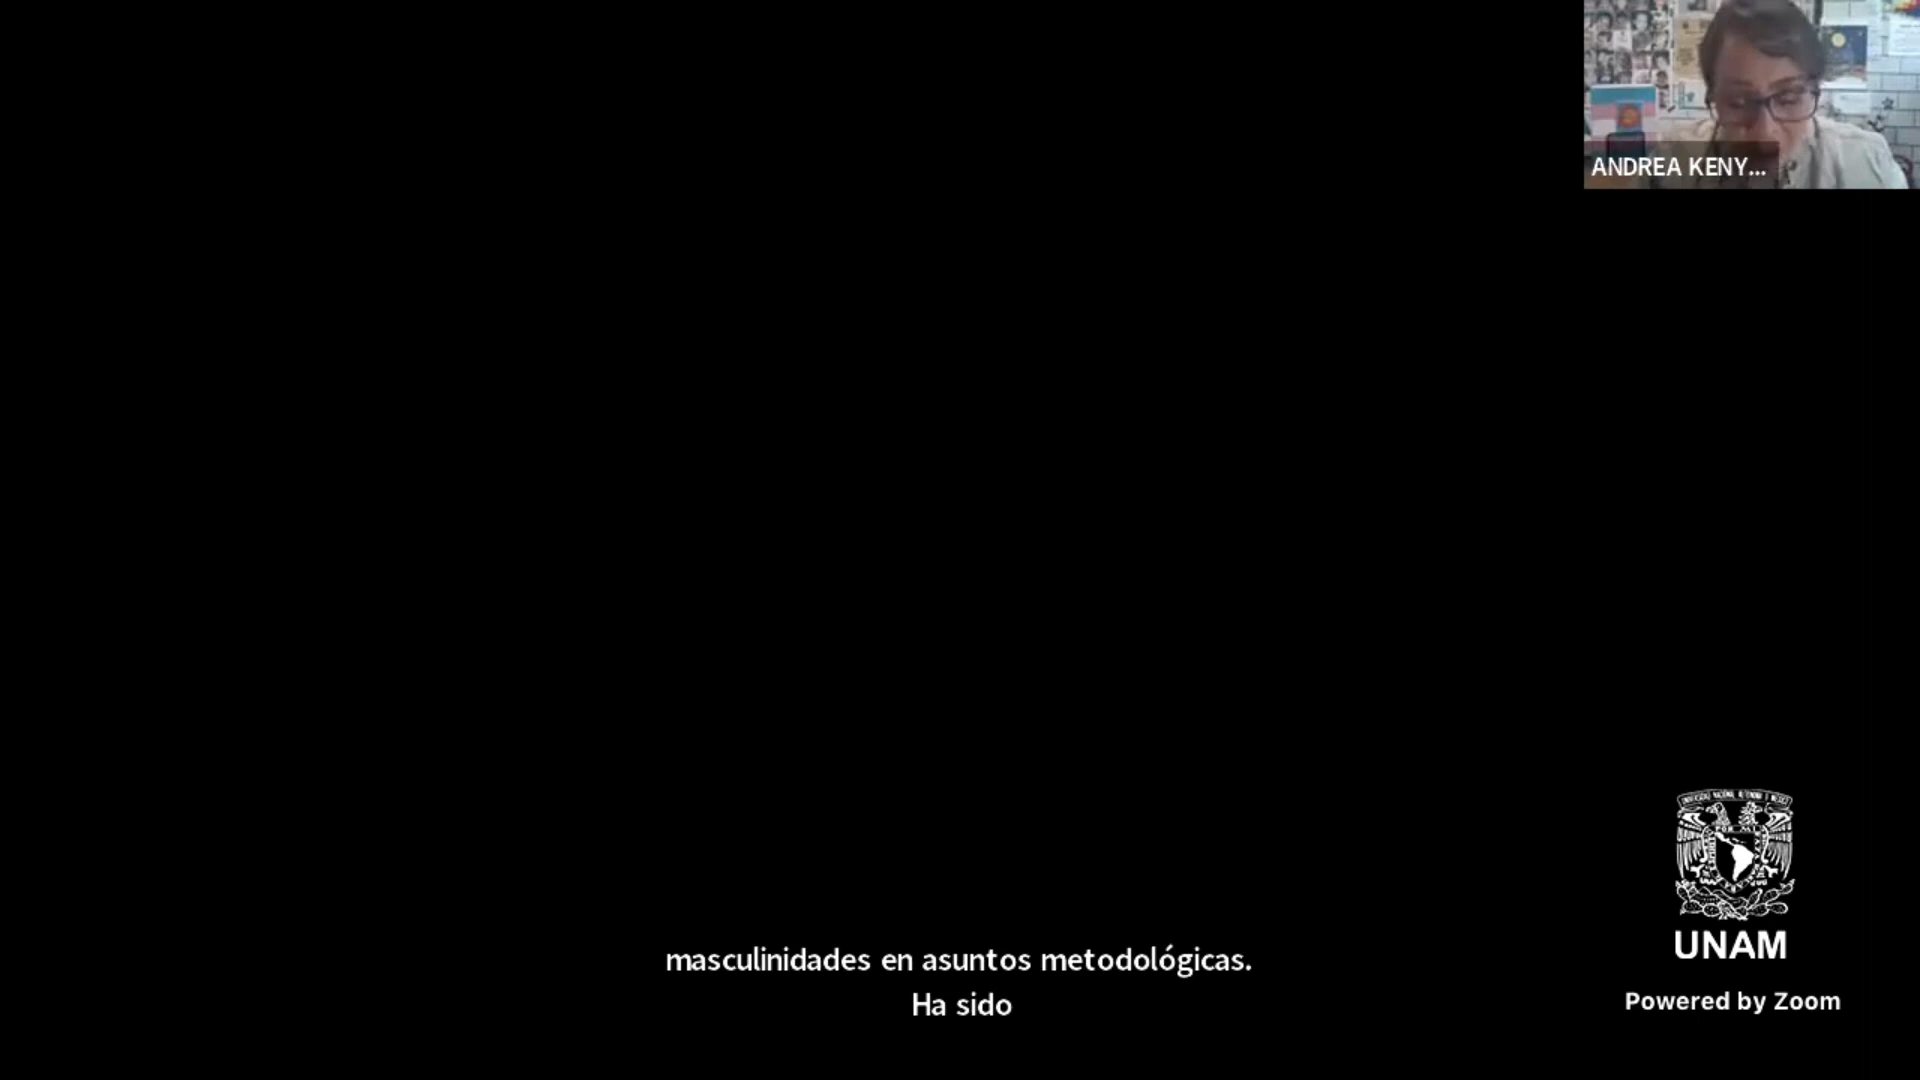 ANDREA KENY...
masculinidades en asuntos metodológicas.
Ha sido
UNAM
Powered by Zoom